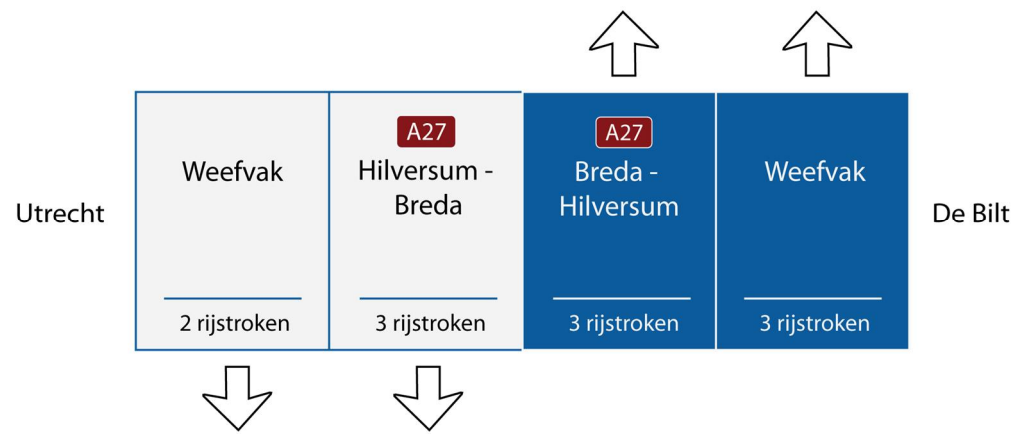 Utrecht
Weefvak
2 rijstroken
A27
Hilversum -
Breda
3 rijstroken
A27
Breda -
Hilversum
3 rijstroken
Weefvak
3 rijstroken
De Bilt